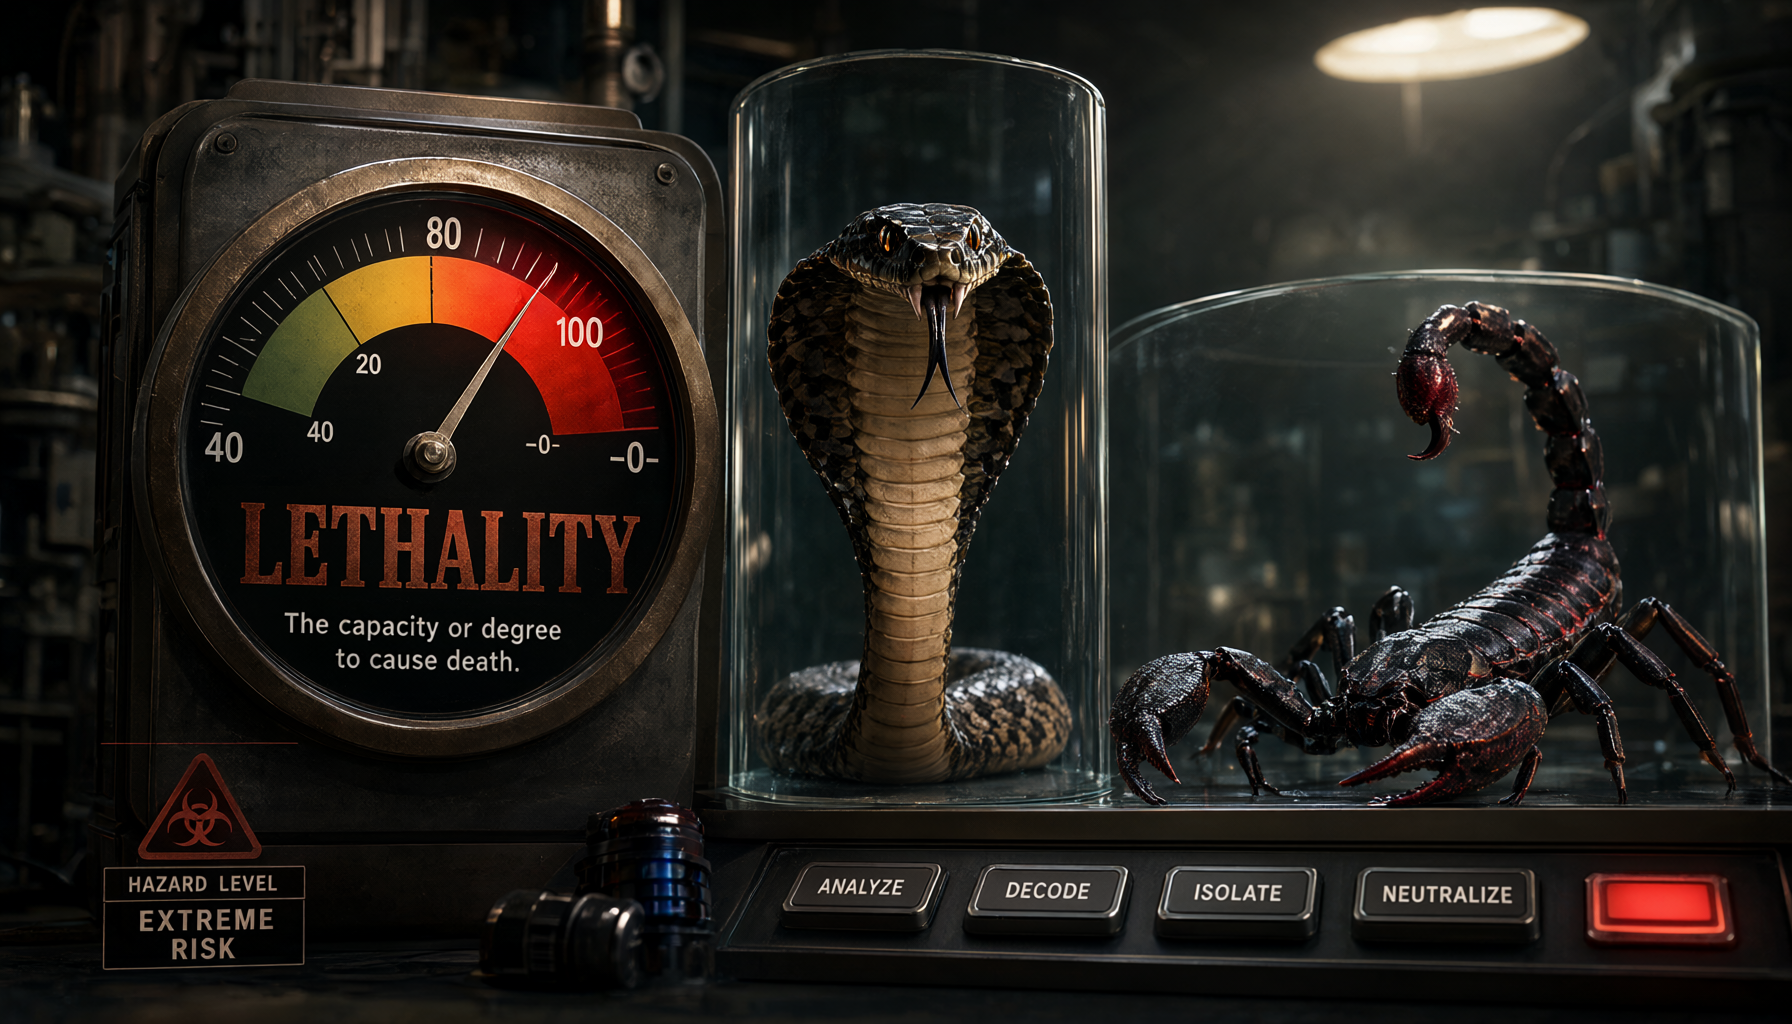 80
100
20
40
40
-0-
-0-
LETHALITY
The capacity or degree
to cause death.
HAZARD LEVEL
EXTREME
RISK
ANALYZE
DECODE
ISOLATE
NEUTRALIZE